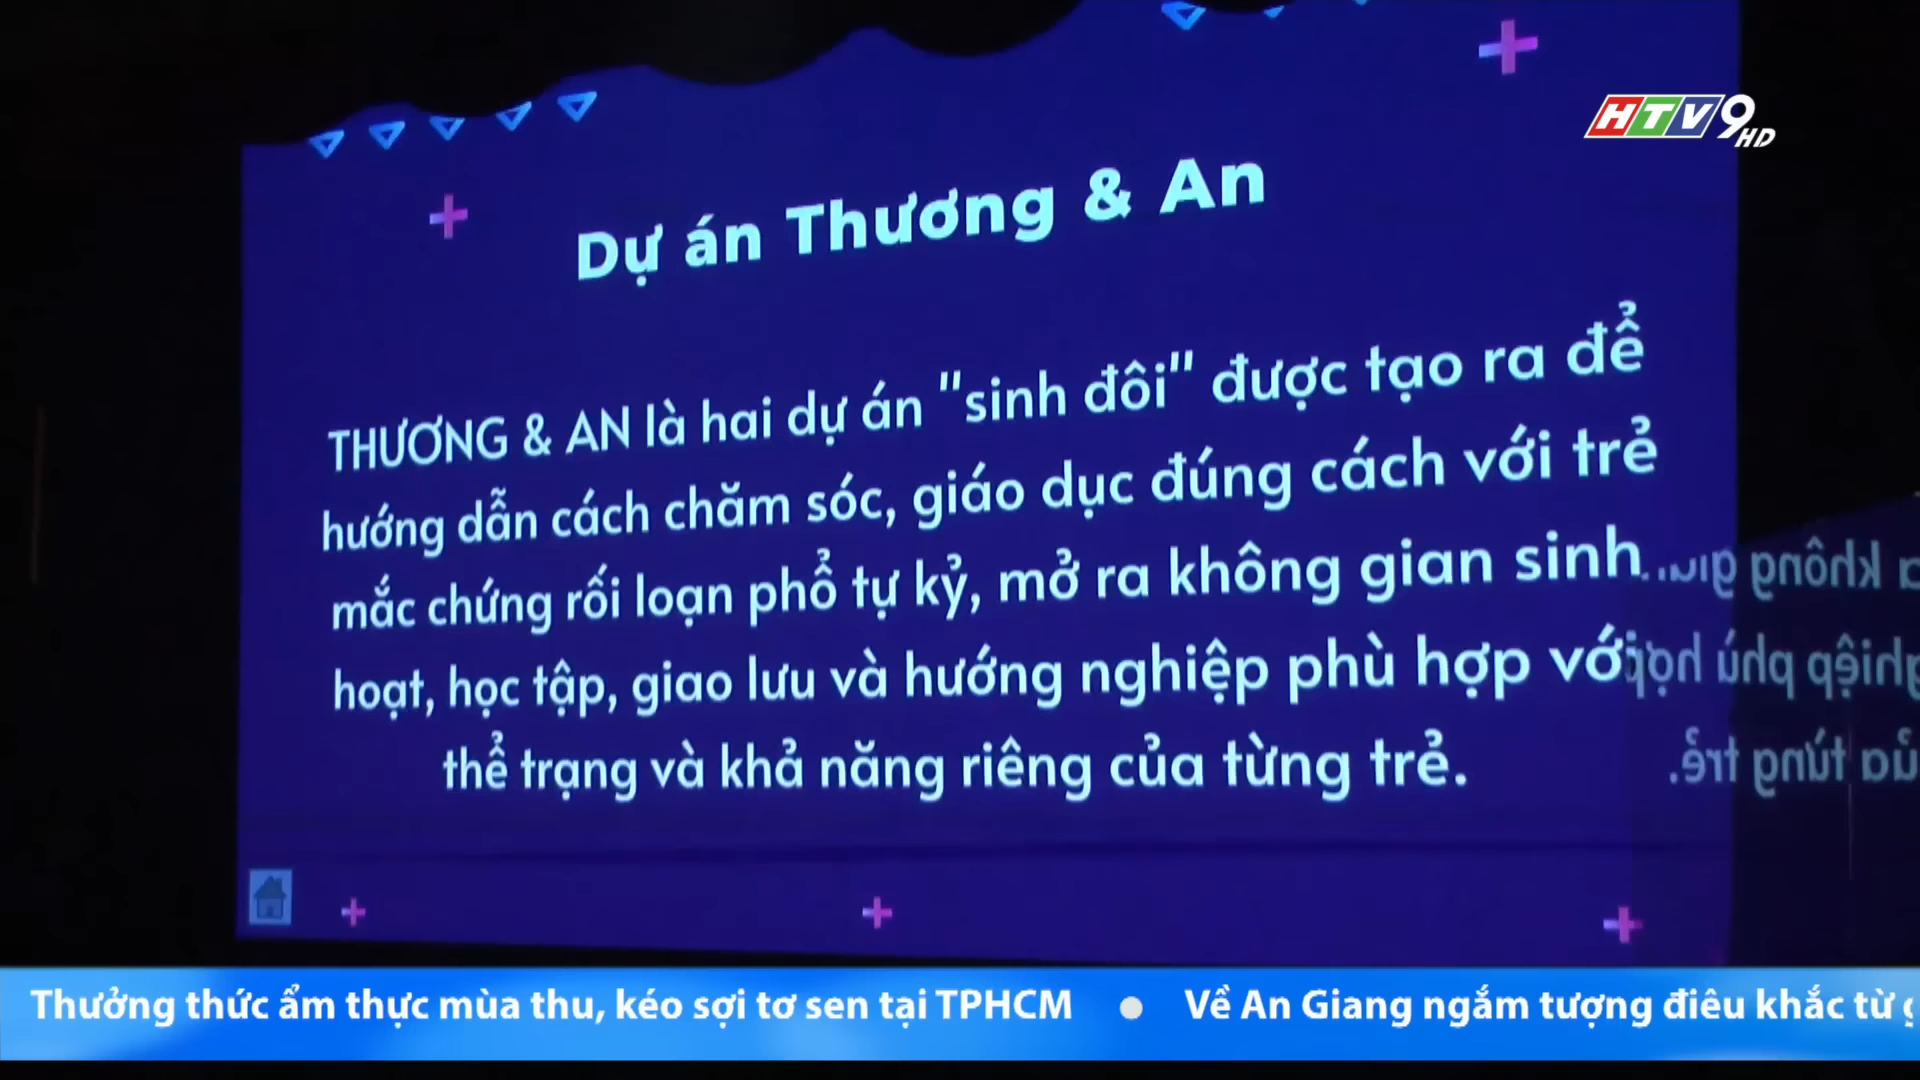 HTV9
HD
Dự án Thương & An
THƯƠNG & AN là hai dự án "sinh đôi" được tạo ra để
hướng dẫn cách chăm sóc, giáo dục đúng cách với trẻ
mắc chứng rối loạn phổ tự kỷ, mở ra không gian sinh
hoạt, học tập, giao lưu và hướng nghiệp phù hợp với
thể trạng và khả năng riêng của từng trẻ.
Thưởng thức ẩm thực mùa thu, kéo sợi tơ sen tại TPHCM ● Về An Giang ngắm tượng điêu khắc từ